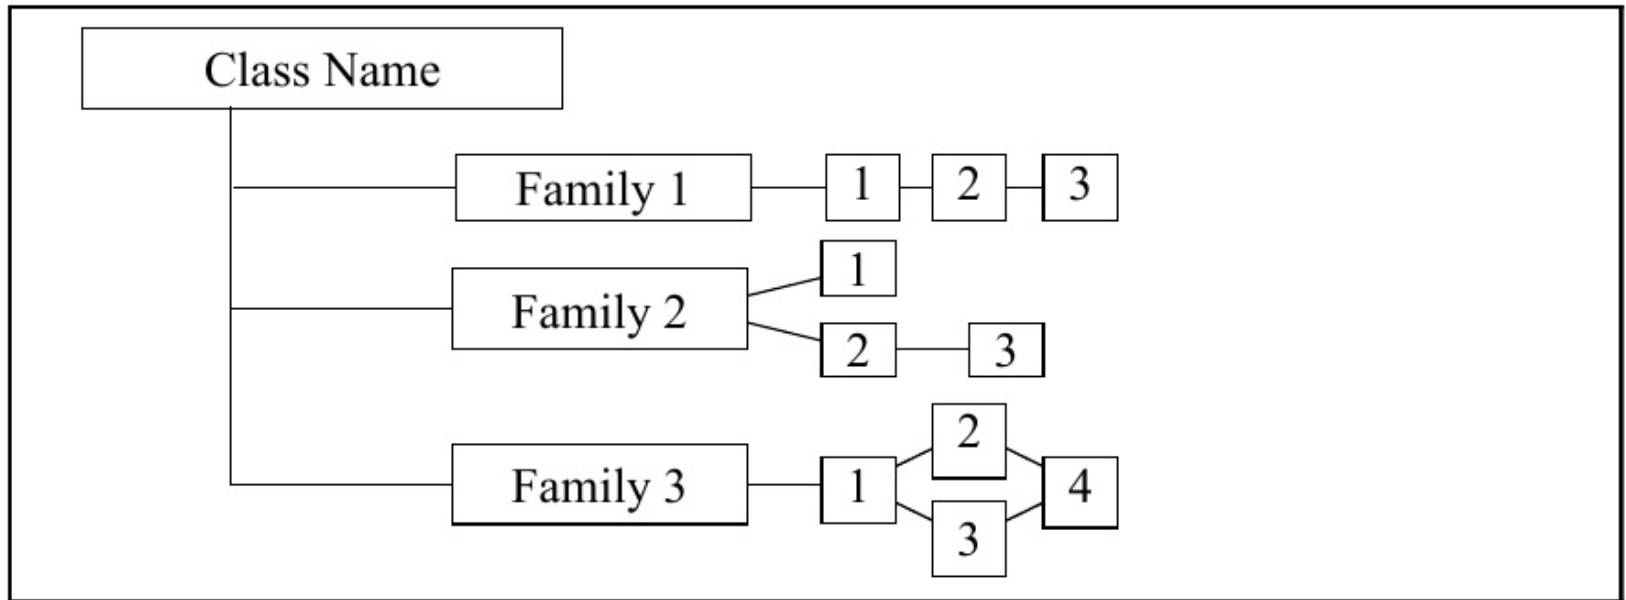 Class Name
Family 1 1 2 3
Family 2 1
2 3
Family 3 1 2 4
3